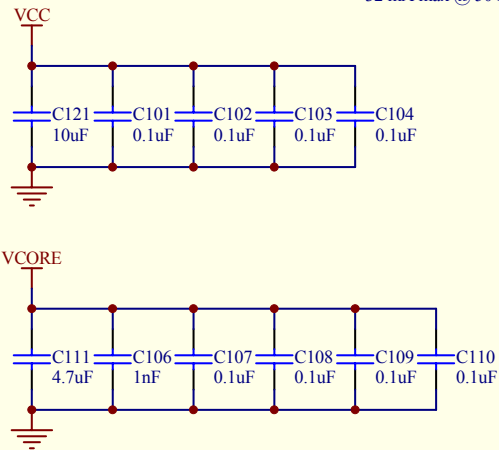 VCC
C121 C101 C102 C103 C104
10uF 0.1uF 0.1uF 0.1uF 0.1uF
VCORE
C111 C106 C107 C108 C109 C110
4.7uF 1nF 0.1uF 0.1uF 0.1uF 0.1uF